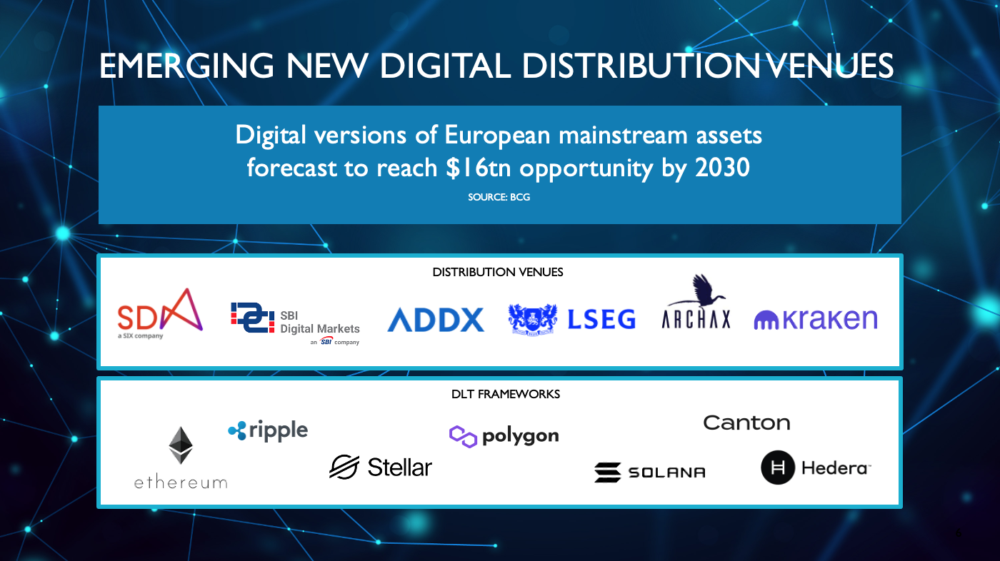 EMERGING NEW DIGITAL DISTRIBUTION VENUES
Digital versions of European mainstream assets
forecast to reach $16tn opportunity by 2030
SOURCE: BCG
DISTRIBUTION VENUES
SDX
a SIX company
SBI
Digital Markets
an SBI company
ADDX
LSEG
ARCHAX
kraken
DLT FRAMEWORKS
ethereum
ripple
Stellar
polygon
SOLANA
Canton
H Hedera™
6